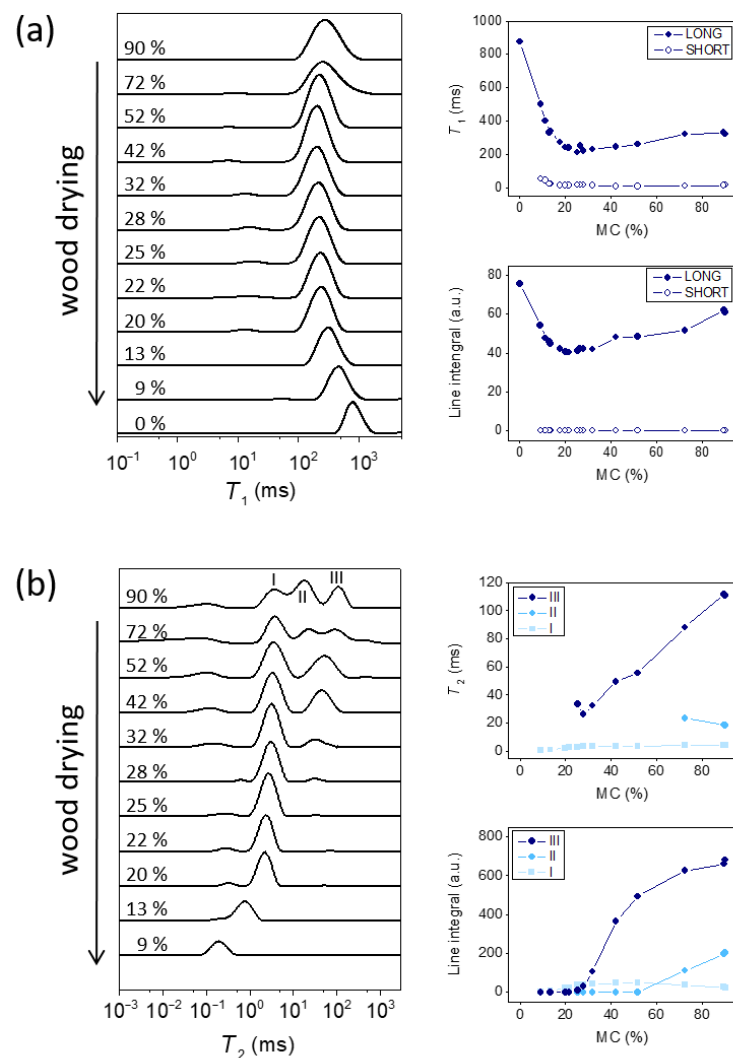 (a)
wood drying
90 %
72 %
52 %
42 %
32 %
28 %
25 %
22 %
20 %
13 %
9 %
0 %
10⁻¹ 10⁰ 10¹ 10² 10³
T₁ (ms)
LONG
SHORT
1000
800
600
400
200
0
T₁ (ms)
0 20 40 60 80
MC (%)
LONG
SHORT
80
60
40
20
0
Line intengral (a.u.)
0 20 40 60 80
MC (%)
(b)
wood drying
I II III
90 %
72 %
52 %
42 %
32 %
28 %
25 %
22 %
20 %
13 %
9 %
10⁻³ 10⁻² 10⁻¹ 10⁰ 10¹ 10² 10³
T₂ (ms)
III
II
I
120
100
80
60
40
20
0
T₂ (ms)
0 20 40 60 80
MC (%)
III
II
I
800
600
400
200
0
Line integral (a.u.)
0 20 40 60 80
MC (%)